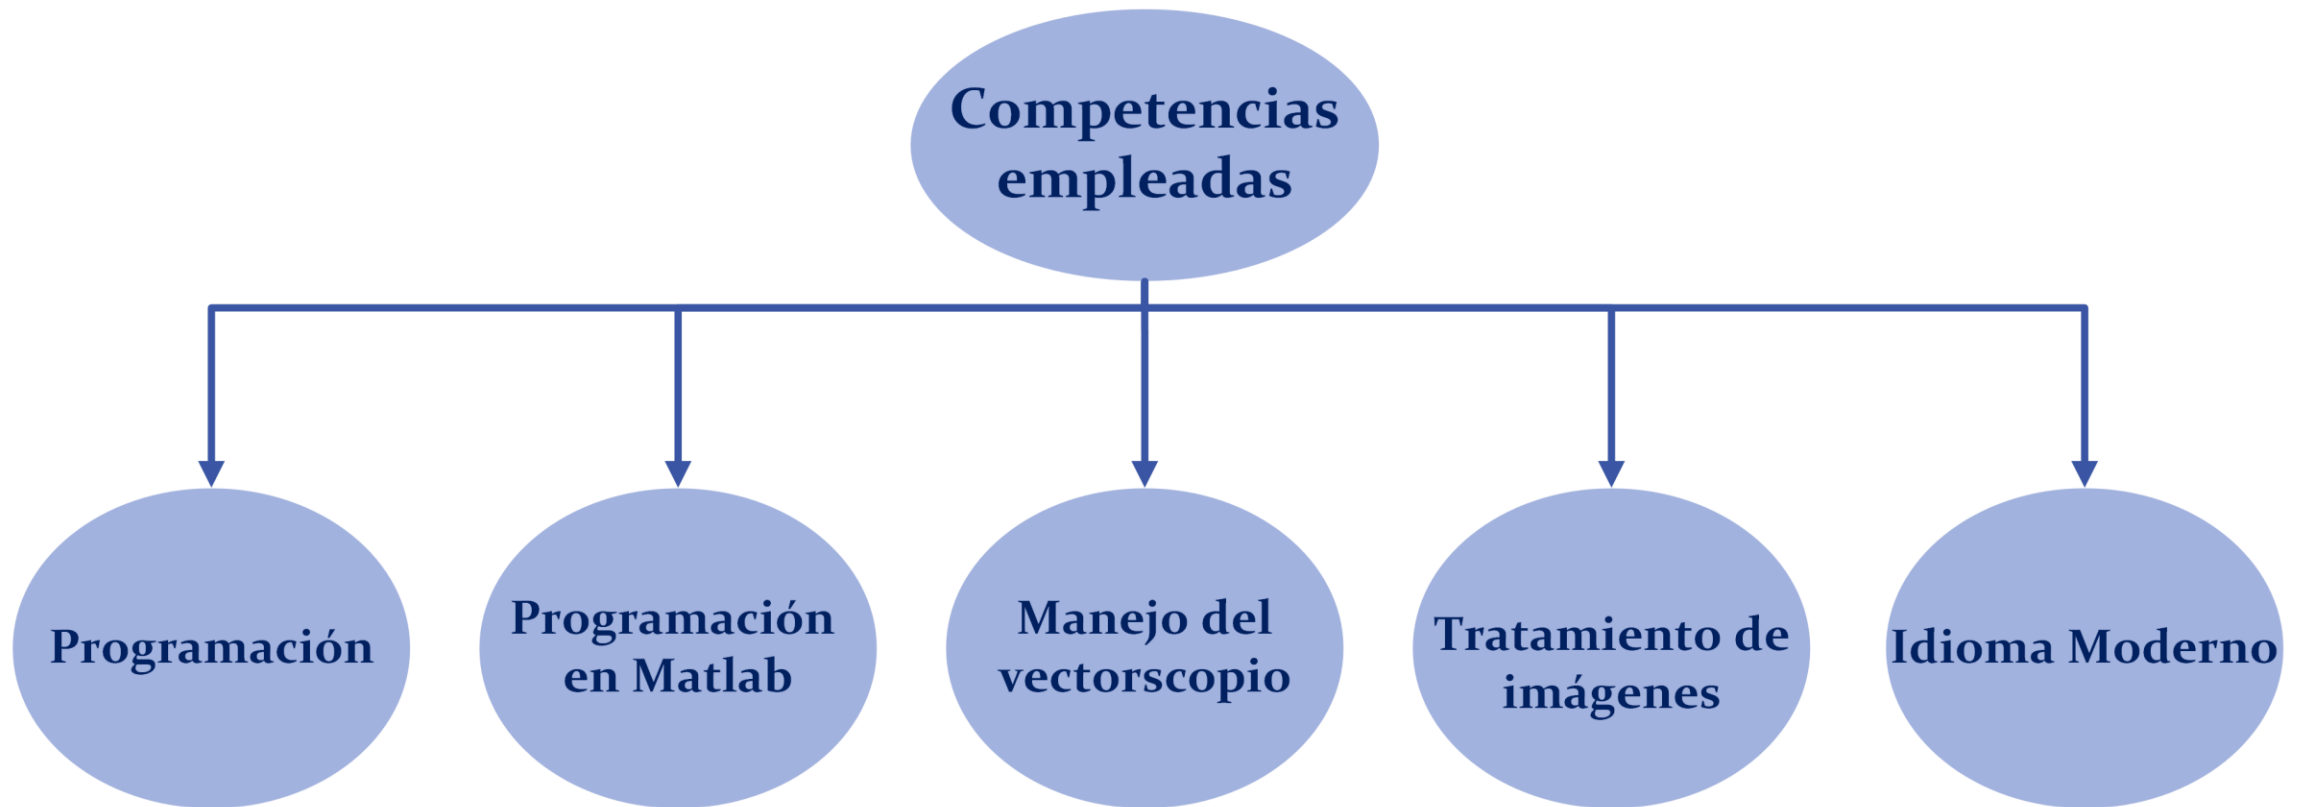 Competencias
empleadas
Programación
Programación
en Matlab
Manejo del
vectorscopio
Tratamiento de
imágenes
Idioma Moderno